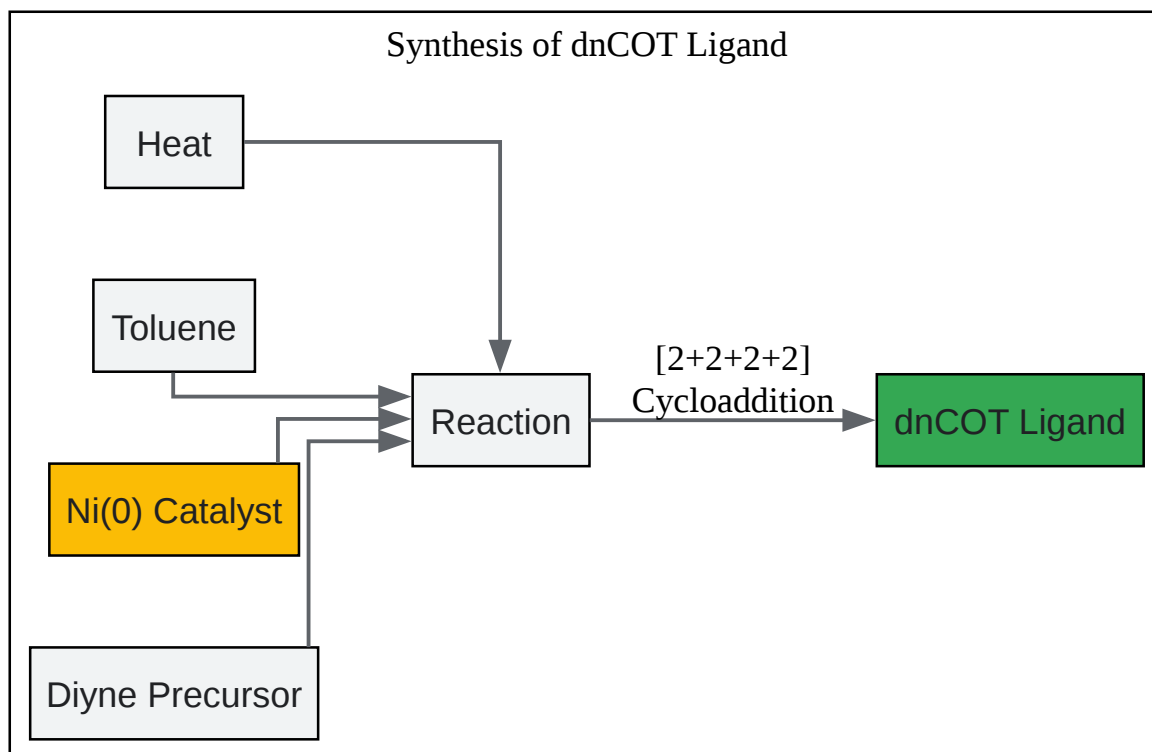 Synthesis of dnCOT Ligand
Heat
Toluene
[2+2+2+2]
Cycloaddition
Reaction
dnCOT Ligand
Ni(0) Catalyst
Diyne Precursor